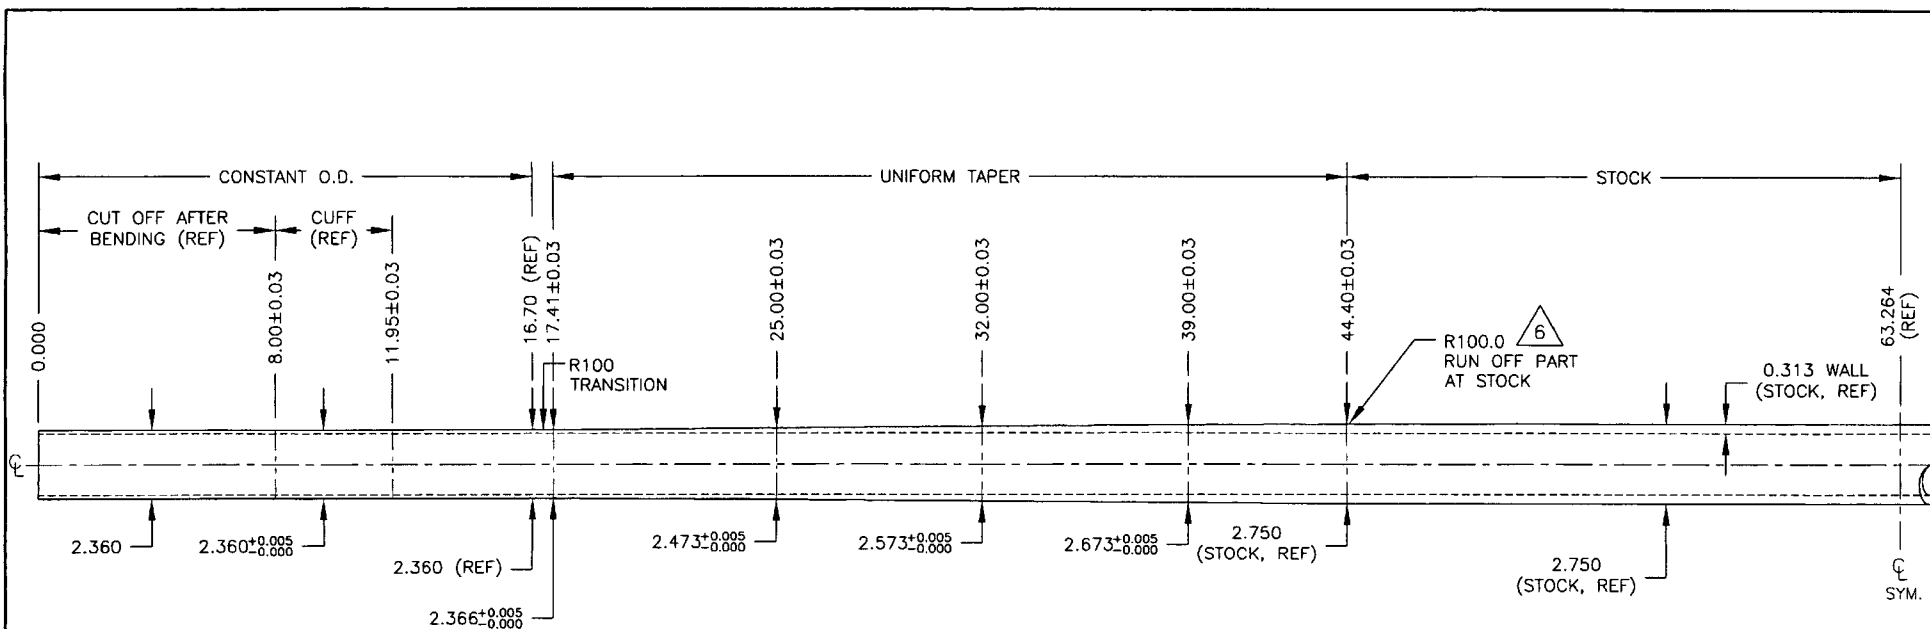 CONSTANT O.D.
UNIFORM TAPER
STOCK
CUT OFF AFTER
BENDING (REF)
CUFF
(REF)
0.000
8.00±0.03
11.95±0.03
16.70 (REF)
17.41±0.03
25.00±0.03
32.00±0.03
39.00±0.03
44.40±0.03
63.264
(REF)
R100
TRANSITION
R100.0 6
RUN OFF PART
AT STOCK
0.313 WALL
(STOCK, REF)
℄
2.360
2.360+0.005
-0.000
2.360 (REF)
2.366+0.005
-0.000
2.473+0.005
-0.000
2.573+0.005
-0.000
2.673+0.005
-0.000
2.750
(STOCK, REF)
2.750
(STOCK, REF)
℄
SYM.